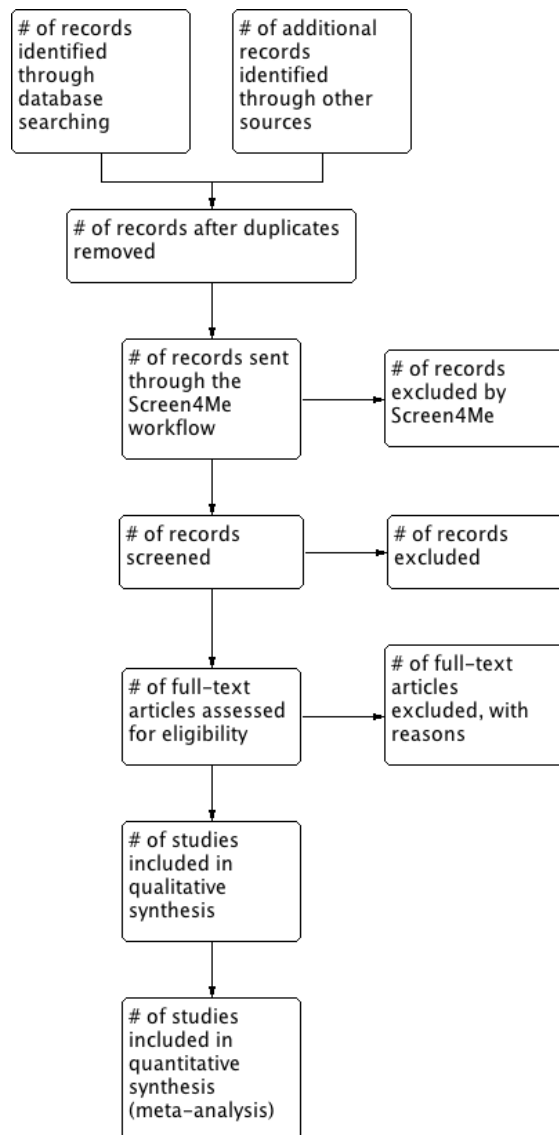 # of records
identified
through
database
searching
# of additional
records
identified
through other
sources
# of records after duplicates
removed
# of records sent
through the
Screen4Me
workflow
# of records
excluded by
Screen4Me
# of records
screened
# of records
excluded
# of full-text
articles assessed
for eligibility
# of full-text
articles
excluded, with
reasons
# of studies
included in
qualitative
synthesis
# of studies
included in
quantitative
synthesis
(meta-analysis)